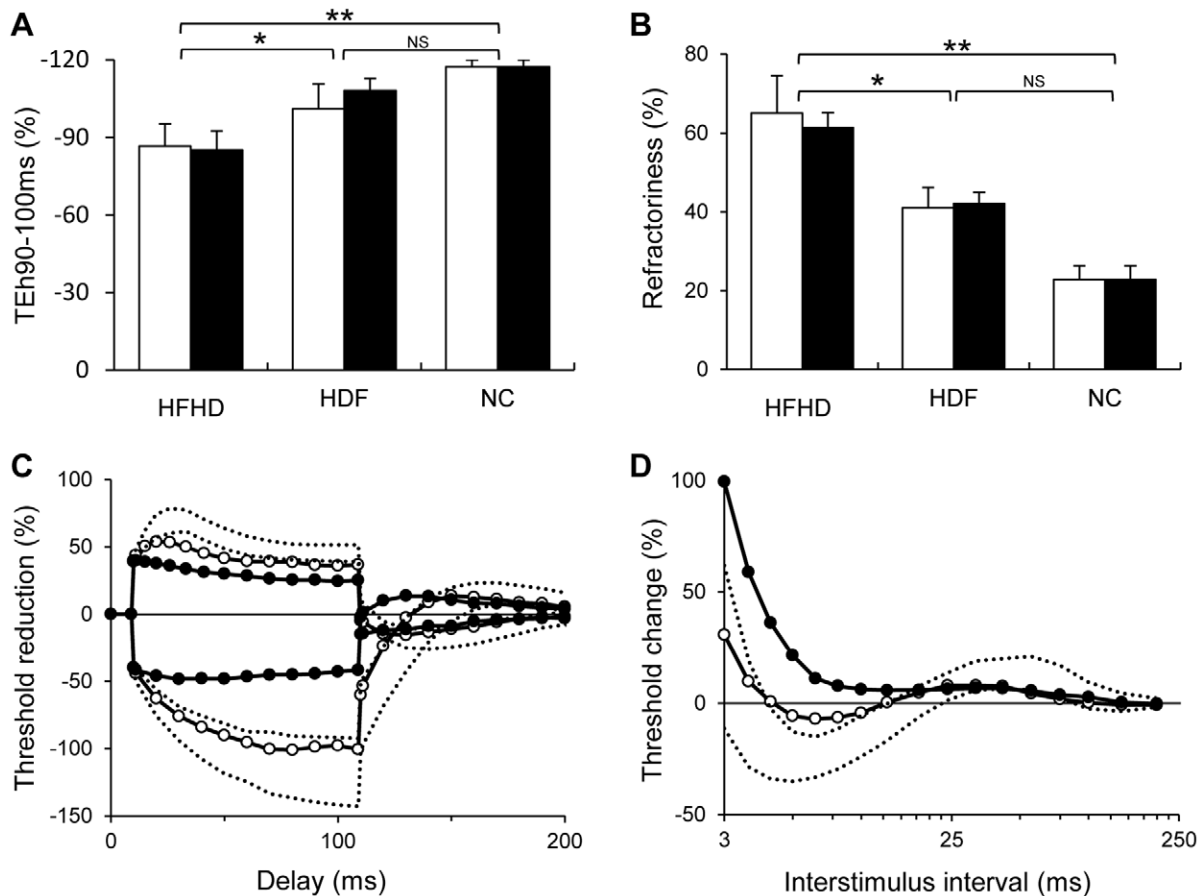 A
**
*
NS
-120
-90
-60
-30
0
TEh90-100ms (%)
HFHD
HDF
NC
B
**
*
NS
80
60
40
20
0
Refractoriness (%)
HFHD
HDF
NC
C
100
50
0
-50
-100
-150
Threshold reduction (%)
0
100
200
Delay (ms)
D
100
50
0
-50
Threshold change (%)
3
25
250
Interstimulus interval (ms)